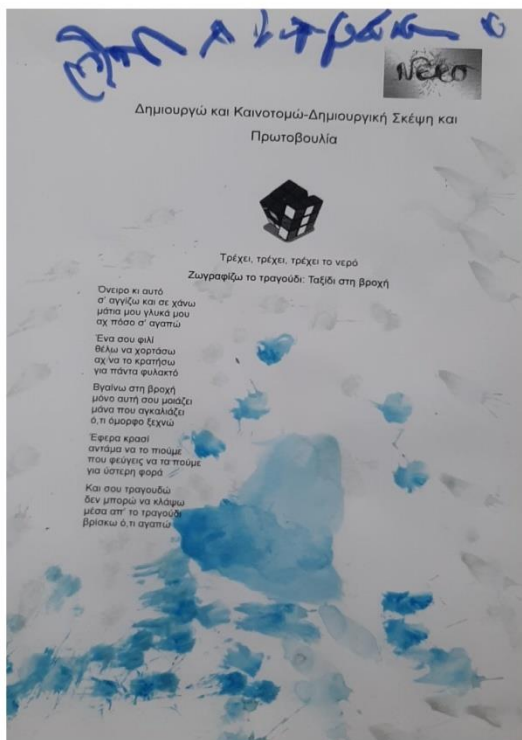 ΝΕΡΟ
Δημιουργώ και Καινοτομώ-Δημιουργική Σκέψη και
Πρωτοβουλία
Τρέχει, τρέχει, τρέχει το νερό
Ζωγραφίζω το τραγούδι: Ταξίδι στη βροχή
Όνειρο κι αυτό
σ' αγγίζω και σε χάνω
μάτια μου γλυκά μου
αχ πόσο σ' αγαπώ
Ένα σου φιλί
θέλω να χορτάσω
αχ να το κρατήσω
για πάντα φυλακτό
Βγαίνω στη βροχή
μόνο αυτή σου μοιάζει
μάνα που αγκαλιάζει
ό,τι όμορφο ξεχνώ
Έφερα κρασί
αντάμα να το πιούμε
που φεύγεις να τα πούμε
για ύστερη φορά
Και σου τραγουδώ
δεν μπορώ να κλάψω
μέσα απ' το τραγούδι
βρίσκω ό,τι αγαπώ